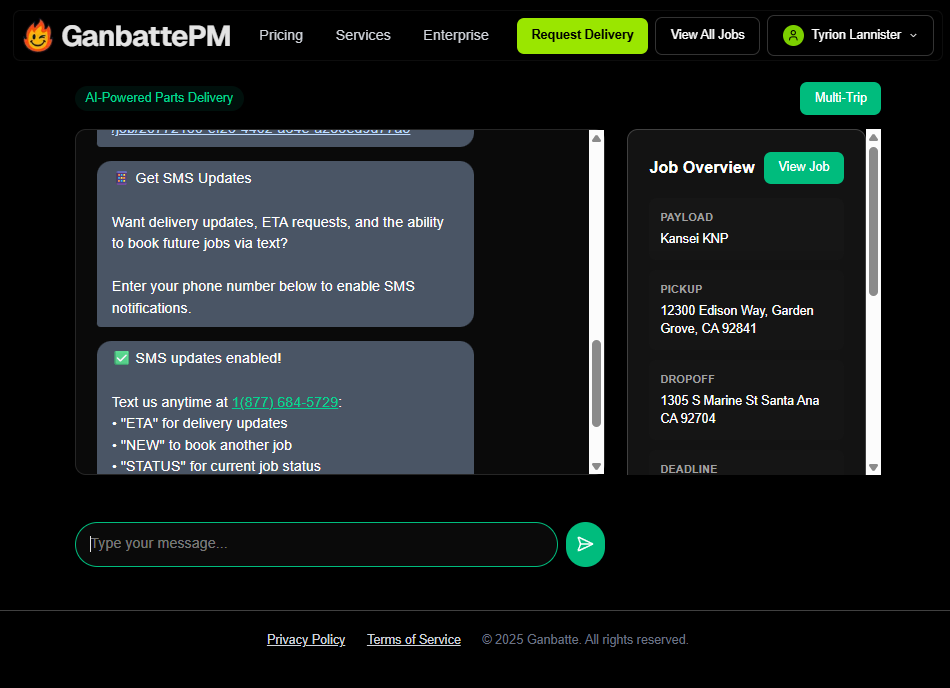 GanbattePM
Pricing
Services
Enterprise
Request Delivery
View All Jobs
Tyrion Lannister
AI-Powered Parts Delivery
Multi-Trip
Get SMS Updates
Want delivery updates, ETA requests, and the ability
to book future jobs via text?
Enter your phone number below to enable SMS
notifications.
SMS updates enabled!
Text us anytime at 1(877) 684-5729:
• "ETA" for delivery updates
• "NEW" to book another job
• "STATUS" for current job status
Job Overview
View Job
PAYLOAD
Kansei KNP
PICKUP
12300 Edison Way, Garden
Grove, CA 92841
DROPOFF
1305 S Marine St Santa Ana
CA 92704
DEADLINE
Type your message...
Privacy Policy
Terms of Service
© 2025 Ganbatte. All rights reserved.